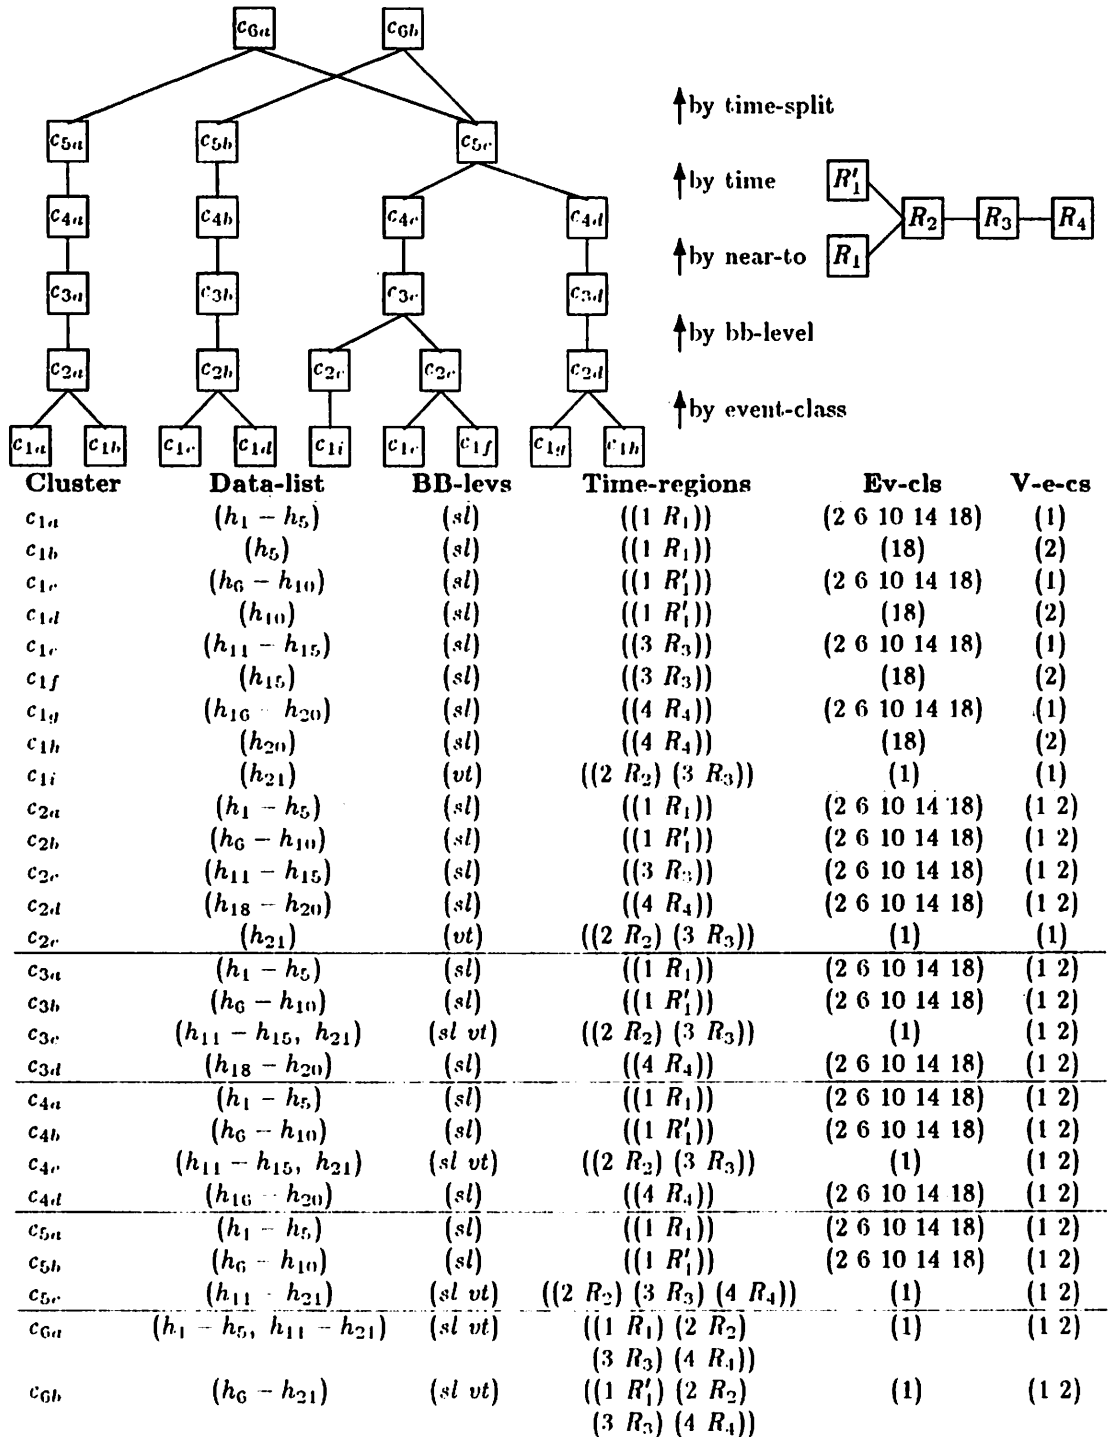 c6a c6b
by time-split
c5a c5b c5c
by time
R'1
c4a c4b c4c c4d
R2 R3 R4
by near-to
R1
c3a c3b c3c c3d
by bb-level
c2a c2b c2e c2c c2d
by event-class
c1a c1b c1c c1d c1i c1e c1f c1g c1h
Cluster Data-list BB-levs Time-regions Ev-cls V-e-cs
c1a (h1 – h5) (sl) ((1 R1)) (2 6 10 14 18) (1)
c1b (h5) (sl) ((1 R1)) (18) (2)
c1c (h6 – h10) (sl) ((1 R'1)) (2 6 10 14 18) (1)
c1d (h10) (sl) ((1 R'1)) (18) (2)
c1e (h11 – h15) (sl) ((3 R3)) (2 6 10 14 18) (1)
c1f (h15) (sl) ((3 R3)) (18) (2)
c1g (h16 – h20) (sl) ((4 R4)) (2 6 10 14 18) (1)
c1h (h20) (sl) ((4 R4)) (18) (2)
c1i (h21) (vt) ((2 R2) (3 R3)) (1) (1)
c2a (h1 – h5) (sl) ((1 R1)) (2 6 10 14 18) (1 2)
c2b (h6 – h10) (sl) ((1 R'1)) (2 6 10 14 18) (1 2)
c2c (h11 – h15) (sl) ((3 R3)) (2 6 10 14 18) (1 2)
c2d (h18 – h20) (sl) ((4 R4)) (2 6 10 14 18) (1 2)
c2e (h21) (vt) ((2 R2) (3 R3)) (1) (1)
c3a (h1 – h5) (sl) ((1 R1)) (2 6 10 14 18) (1 2)
c3b (h6 – h10) (sl) ((1 R'1)) (2 6 10 14 18) (1 2)
c3c (h11 – h15, h21) (sl vt) ((2 R2) (3 R3)) (1) (1 2)
c3d (h18 – h20) (sl) ((4 R4)) (2 6 10 14 18) (1 2)
c4a (h1 – h5) (sl) ((1 R1)) (2 6 10 14 18) (1 2)
c4b (h6 – h10) (sl) ((1 R'1)) (2 6 10 14 18) (1 2)
c4c (h11 – h15, h21) (sl vt) ((2 R2) (3 R3)) (1) (1 2)
c4d (h16 – h20) (sl) ((4 R4)) (2 6 10 14 18) (1 2)
c5a (h1 – h5) (sl) ((1 R1)) (2 6 10 14 18) (1 2)
c5b (h6 – h10) (sl) ((1 R'1)) (2 6 10 14 18) (1 2)
c5c (h11 – h21) (sl vt) ((2 R2) (3 R3) (4 R4)) (1) (1 2)
c6a (h1 – h5, h11 – h21) (sl vt) ((1 R1) (2 R2) (1) (1 2)
(3 R3) (4 R4))
c6b (h6 – h21) (sl vt) ((1 R'1) (2 R2) (1) (1 2)
(3 R3) (4 R4))